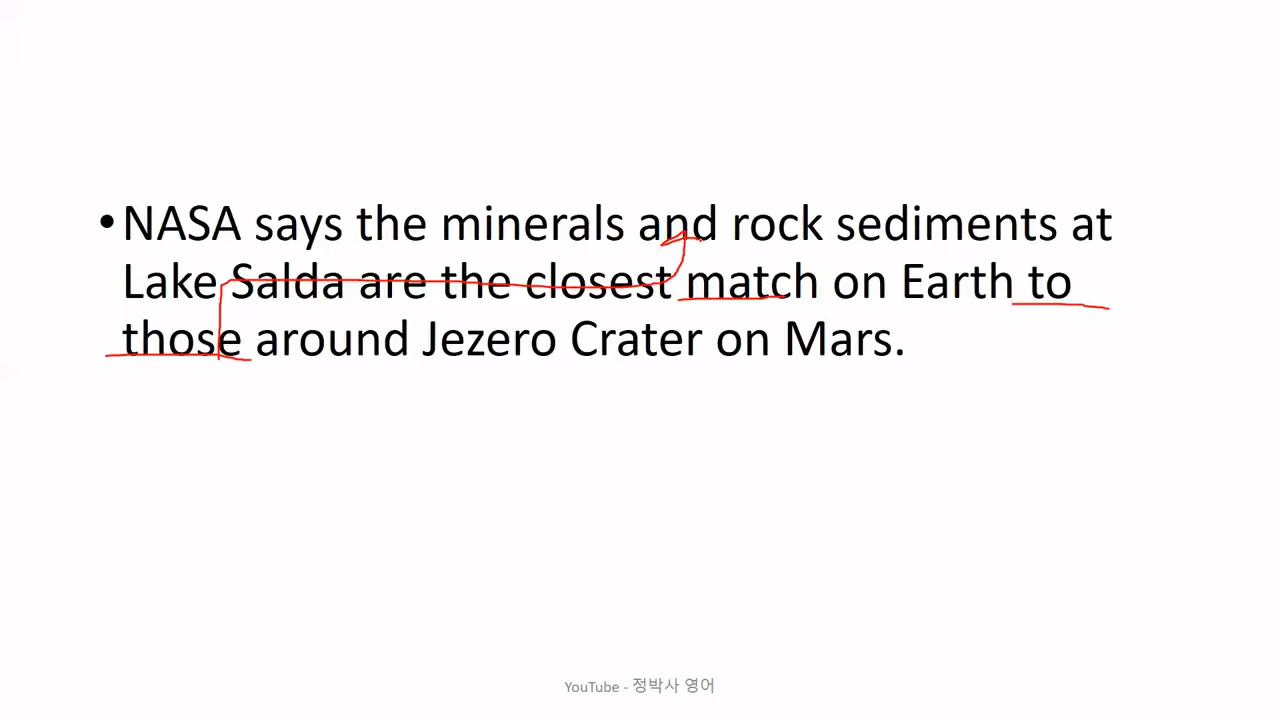 •NASA says the minerals and rock sediments at
Lake Salda are the closest match on Earth to
those around Jezero Crater on Mars.
YouTube - 정박사 영어